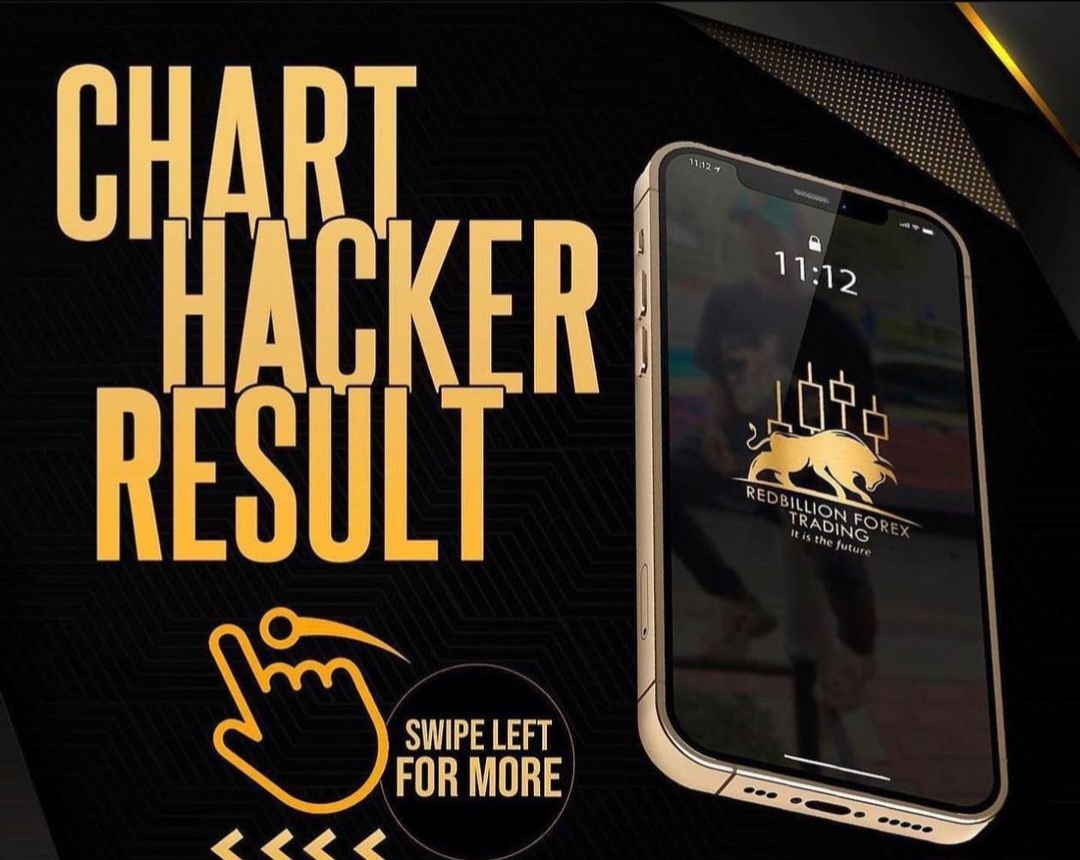 CHART
HACKER
RESULT
SWIPE LEFT
FOR MORE
11:12
11:12
REDBILLION FOREX
TRADING
it is the future